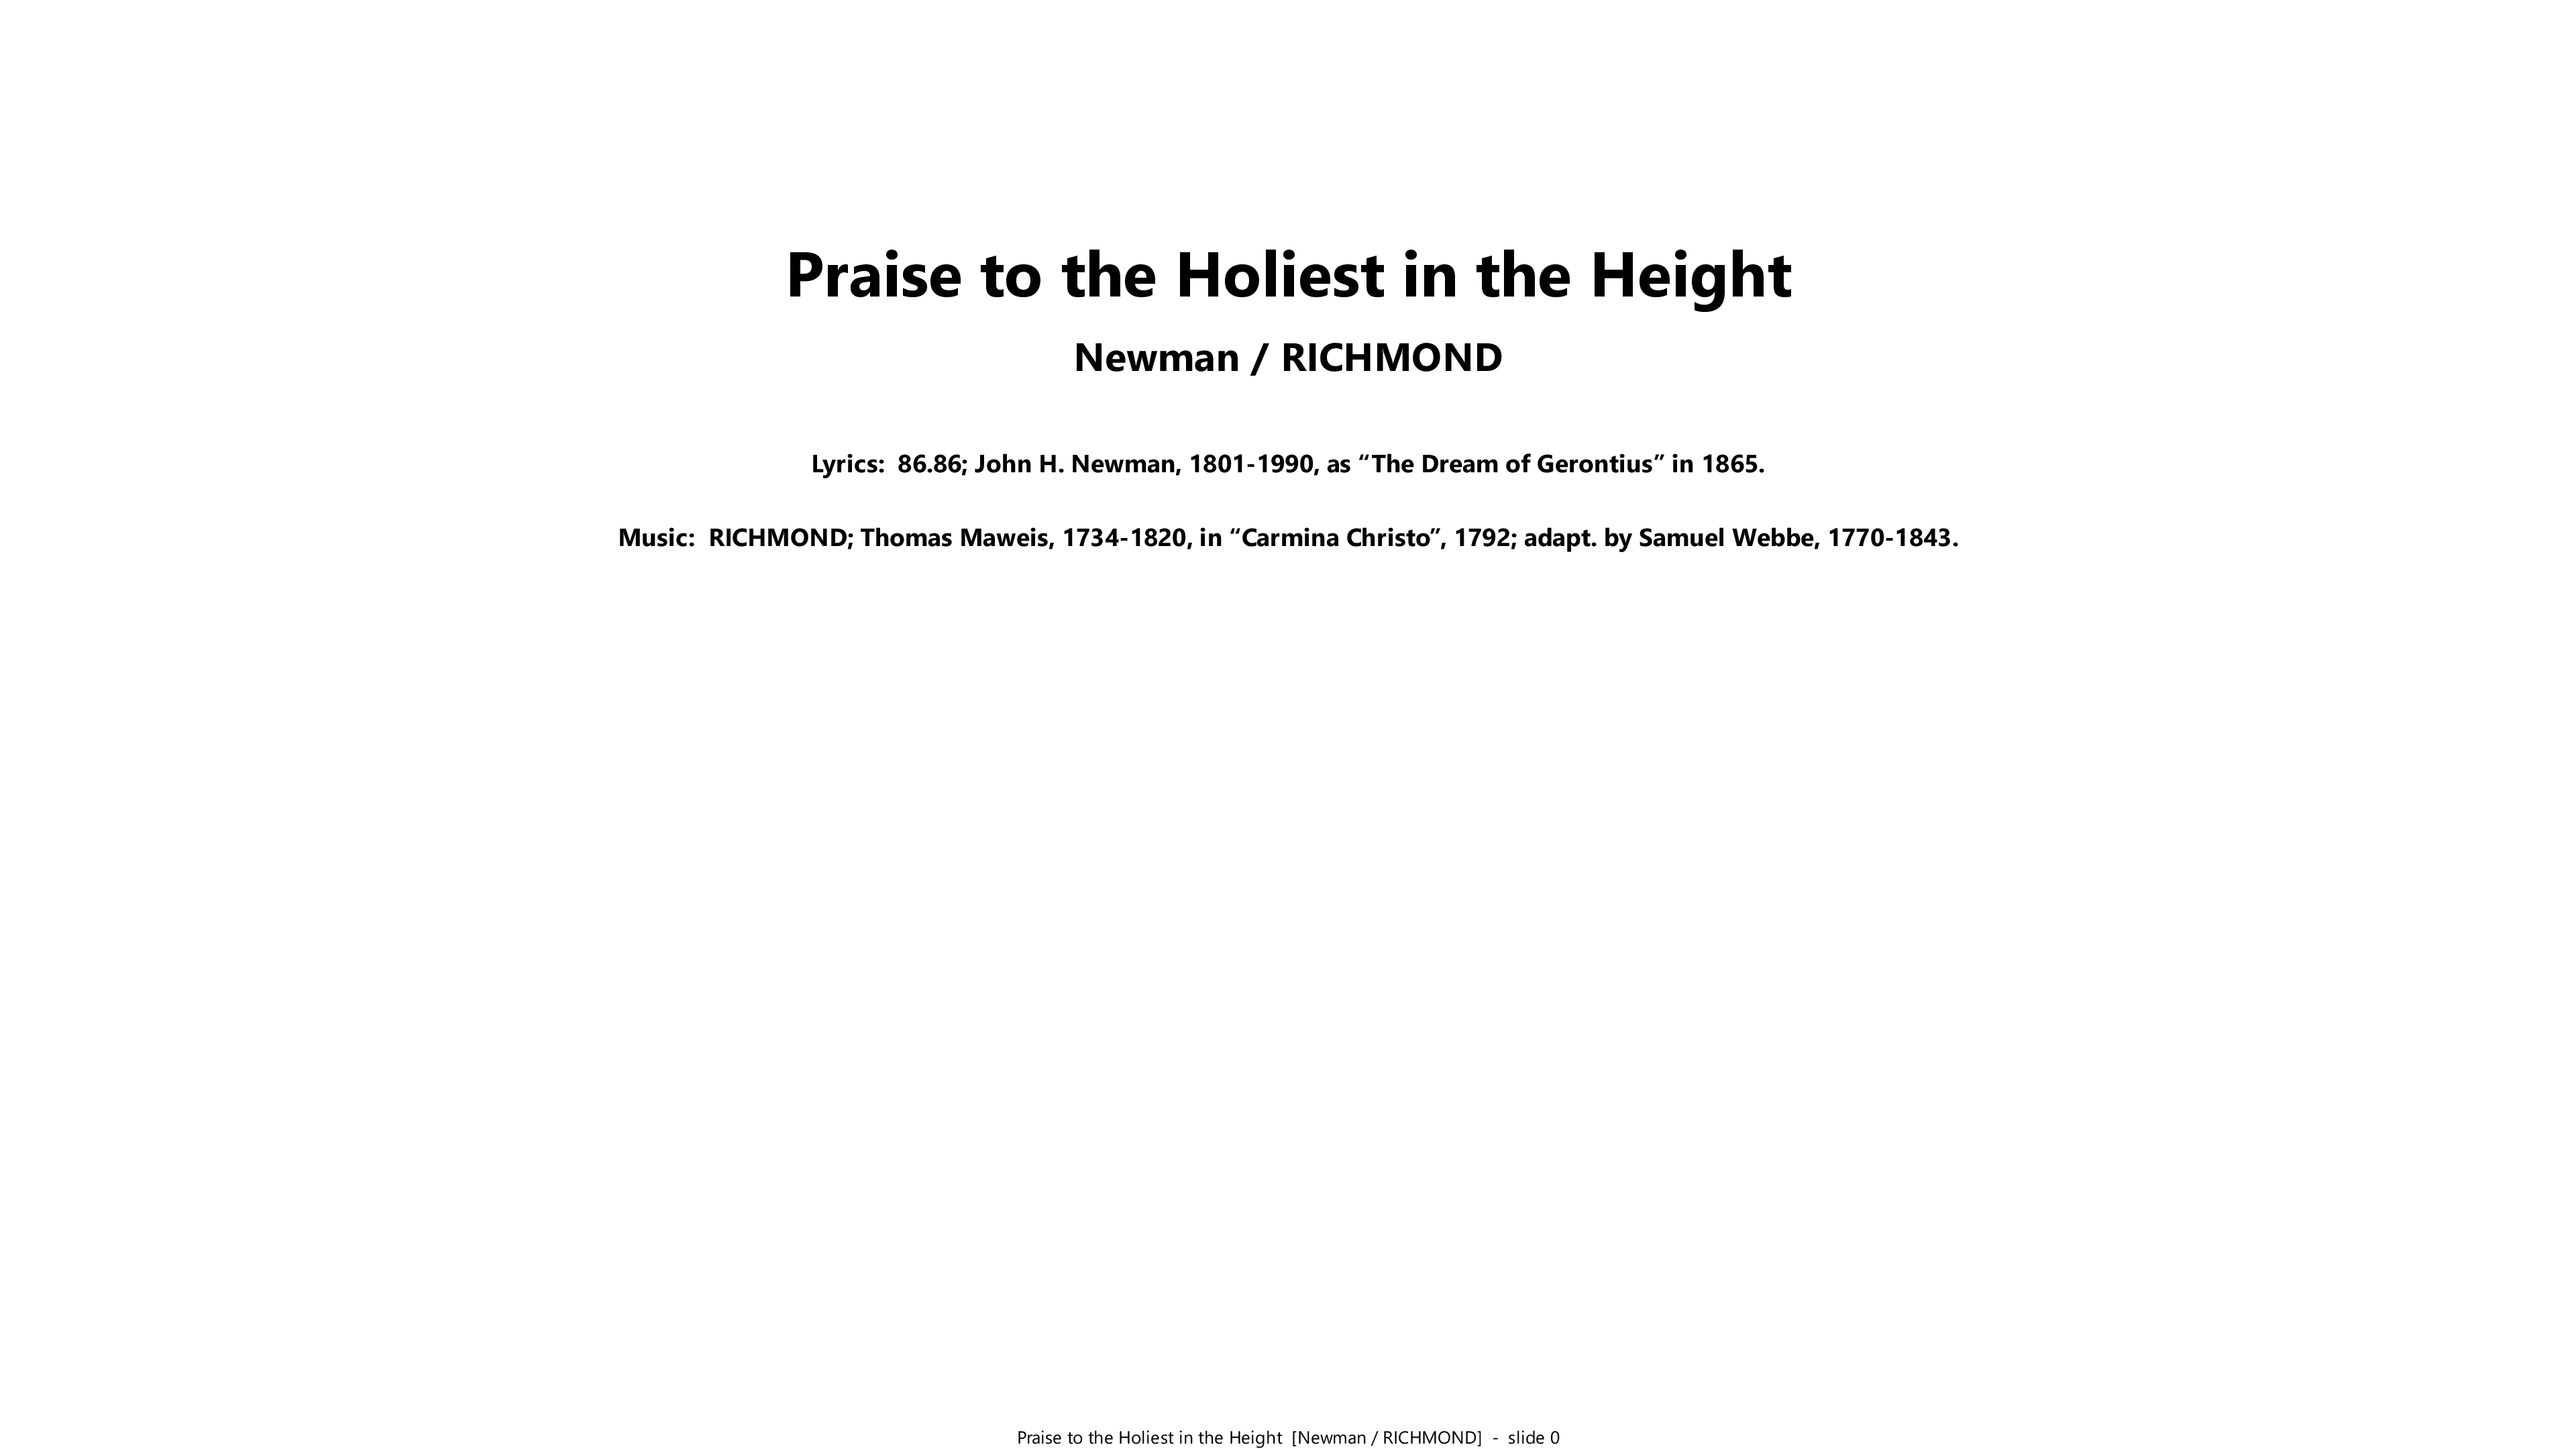 Praise to the Holiest in the Height
Newman / RICHMOND
Lyrics:  86.86; John H. Newman, 1801-1990, as “The Dream of Gerontius” in 1865.
Music:  RICHMOND; Thomas Maweis, 1734-1820, in “Carmina Christo”, 1792; adapt. by Samuel Webbe, 1770-1843.
Praise to the Holiest in the Height  [Newman / RICHMOND]  -  slide 0